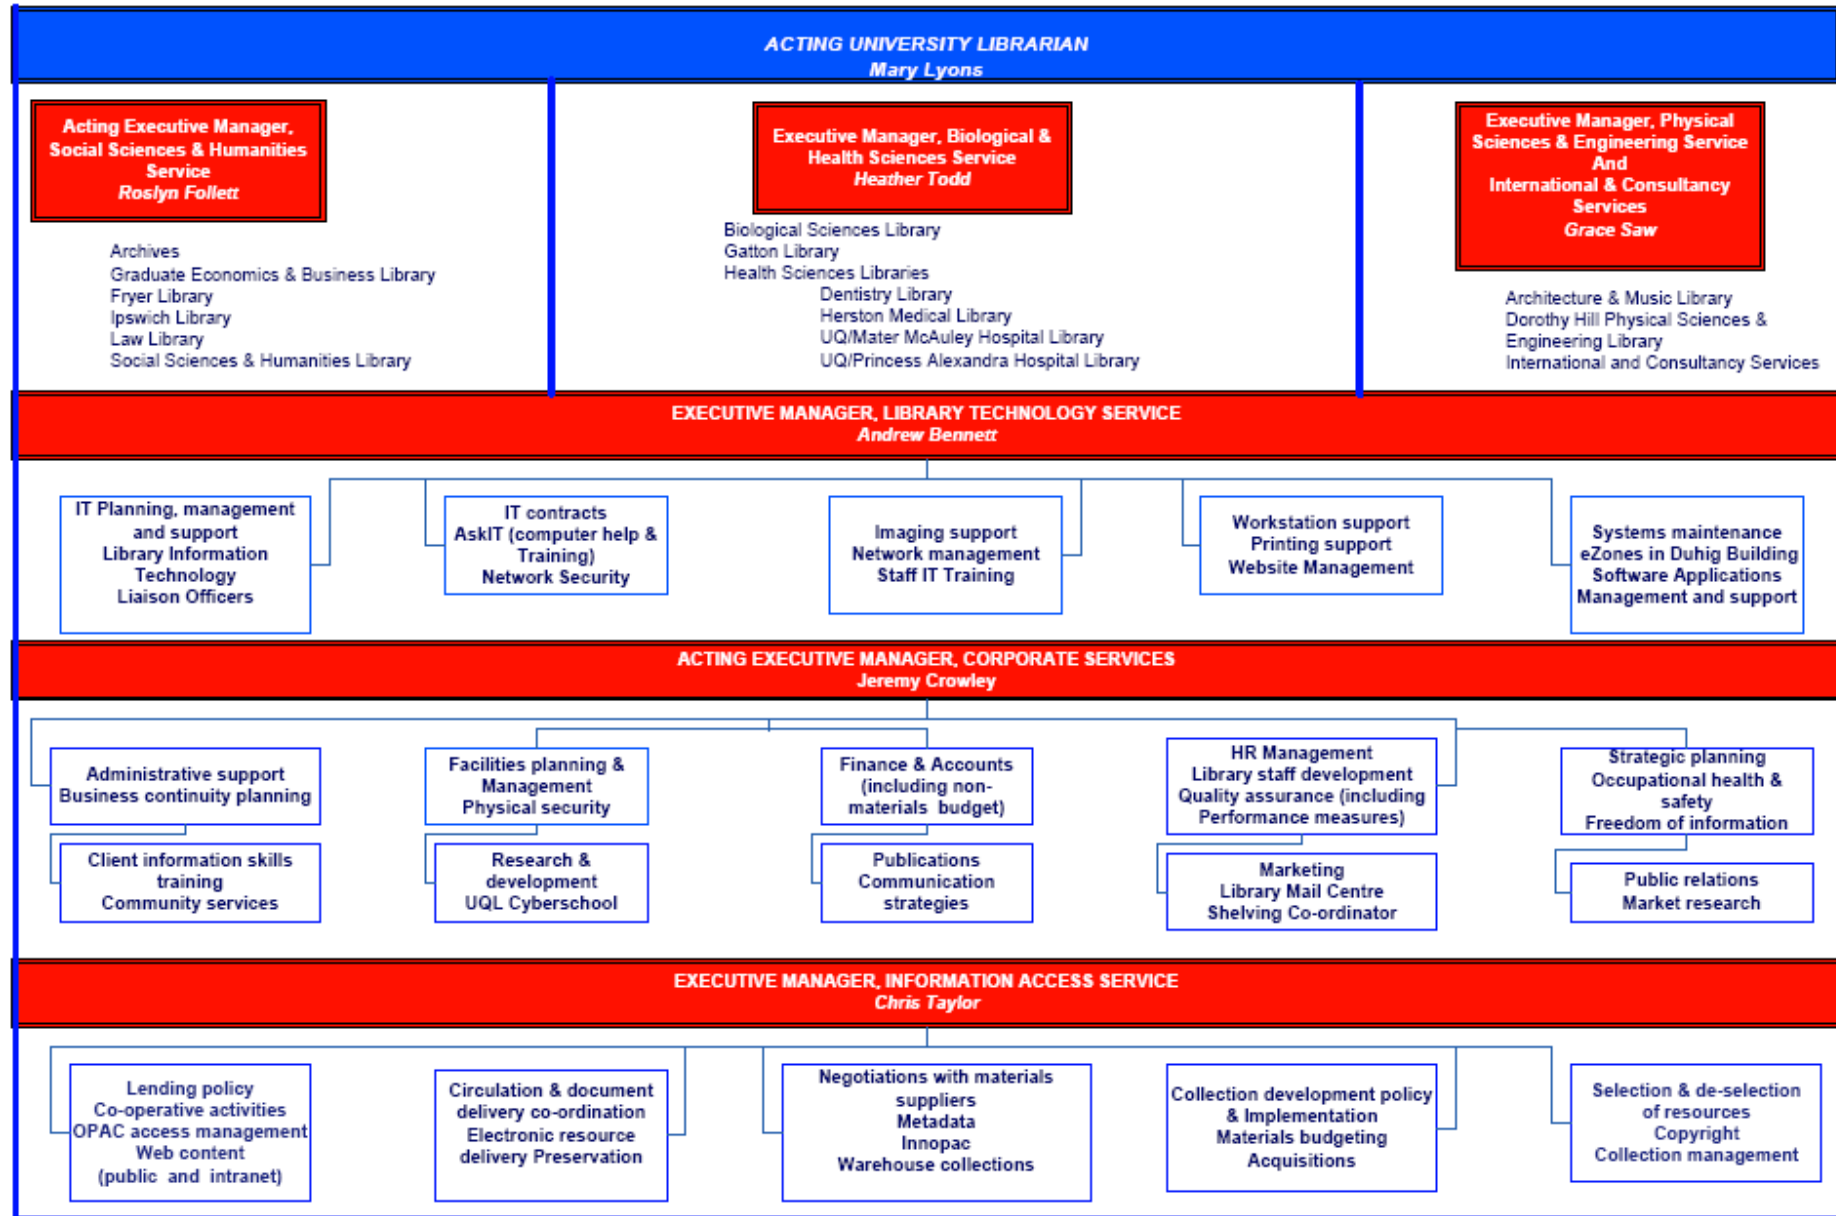 ACTING UNIVERSITY LIBRARIAN
Mary Lyons
Acting Executive Manager,
Social Sciences & Humanities
Service
Roslyn Follett
Archives
Graduate Economics & Business Library
Fryer Library
Ipswich Library
Law Library
Social Sciences & Humanities Library
Executive Manager, Biological &
Health Sciences Service
Heather Todd
Biological Sciences Library
Gatton Library
Health Sciences Libraries
Dentistry Library
Herston Medical Library
UQ/Mater McAuley Hospital Library
UQ/Princess Alexandra Hospital Library
Executive Manager, Physical
Sciences & Engineering Service
And
International & Consultancy
Services
Grace Saw
Architecture & Music Library
Dorothy Hill Physical Sciences &
Engineering Library
International and Consultancy Services
EXECUTIVE MANAGER, LIBRARY TECHNOLOGY SERVICE
Andrew Bennett
IT Planning, management
and support
Library Information
Technology
Liaison Officers
IT contracts
AskIT (computer help &
Training)
Network Security
Imaging support
Network management
Staff IT Training
Workstation support
Printing support
Website Management
Systems maintenance
eZones in Duhig Building
Software Applications
Management and support
ACTING EXECUTIVE MANAGER, CORPORATE SERVICES
Jeremy Crowley
Administrative support
Business continuity planning
Facilities planning &
Management
Physical security
Finance & Accounts
(including non-
materials budget)
HR Management
Library staff development
Quality assurance (including
Performance measures)
Strategic planning
Occupational health &
safety
Freedom of information
Client information skills
training
Community services
Research &
development
UQL Cyberschool
Publications
Communication
strategies
Marketing
Library Mail Centre
Shelving Co-ordinator
Public relations
Market research
EXECUTIVE MANAGER, INFORMATION ACCESS SERVICE
Chris Taylor
Lending policy
Co-operative activities
OPAC access management
Web content
(public and intranet)
Circulation & document
delivery co-ordination
Electronic resource
delivery Preservation
Negotiations with materials
suppliers
Metadata
Innopac
Warehouse collections
Collection development policy
& Implementation
Materials budgeting
Acquisitions
Selection & de-selection
of resources
Copyright
Collection management